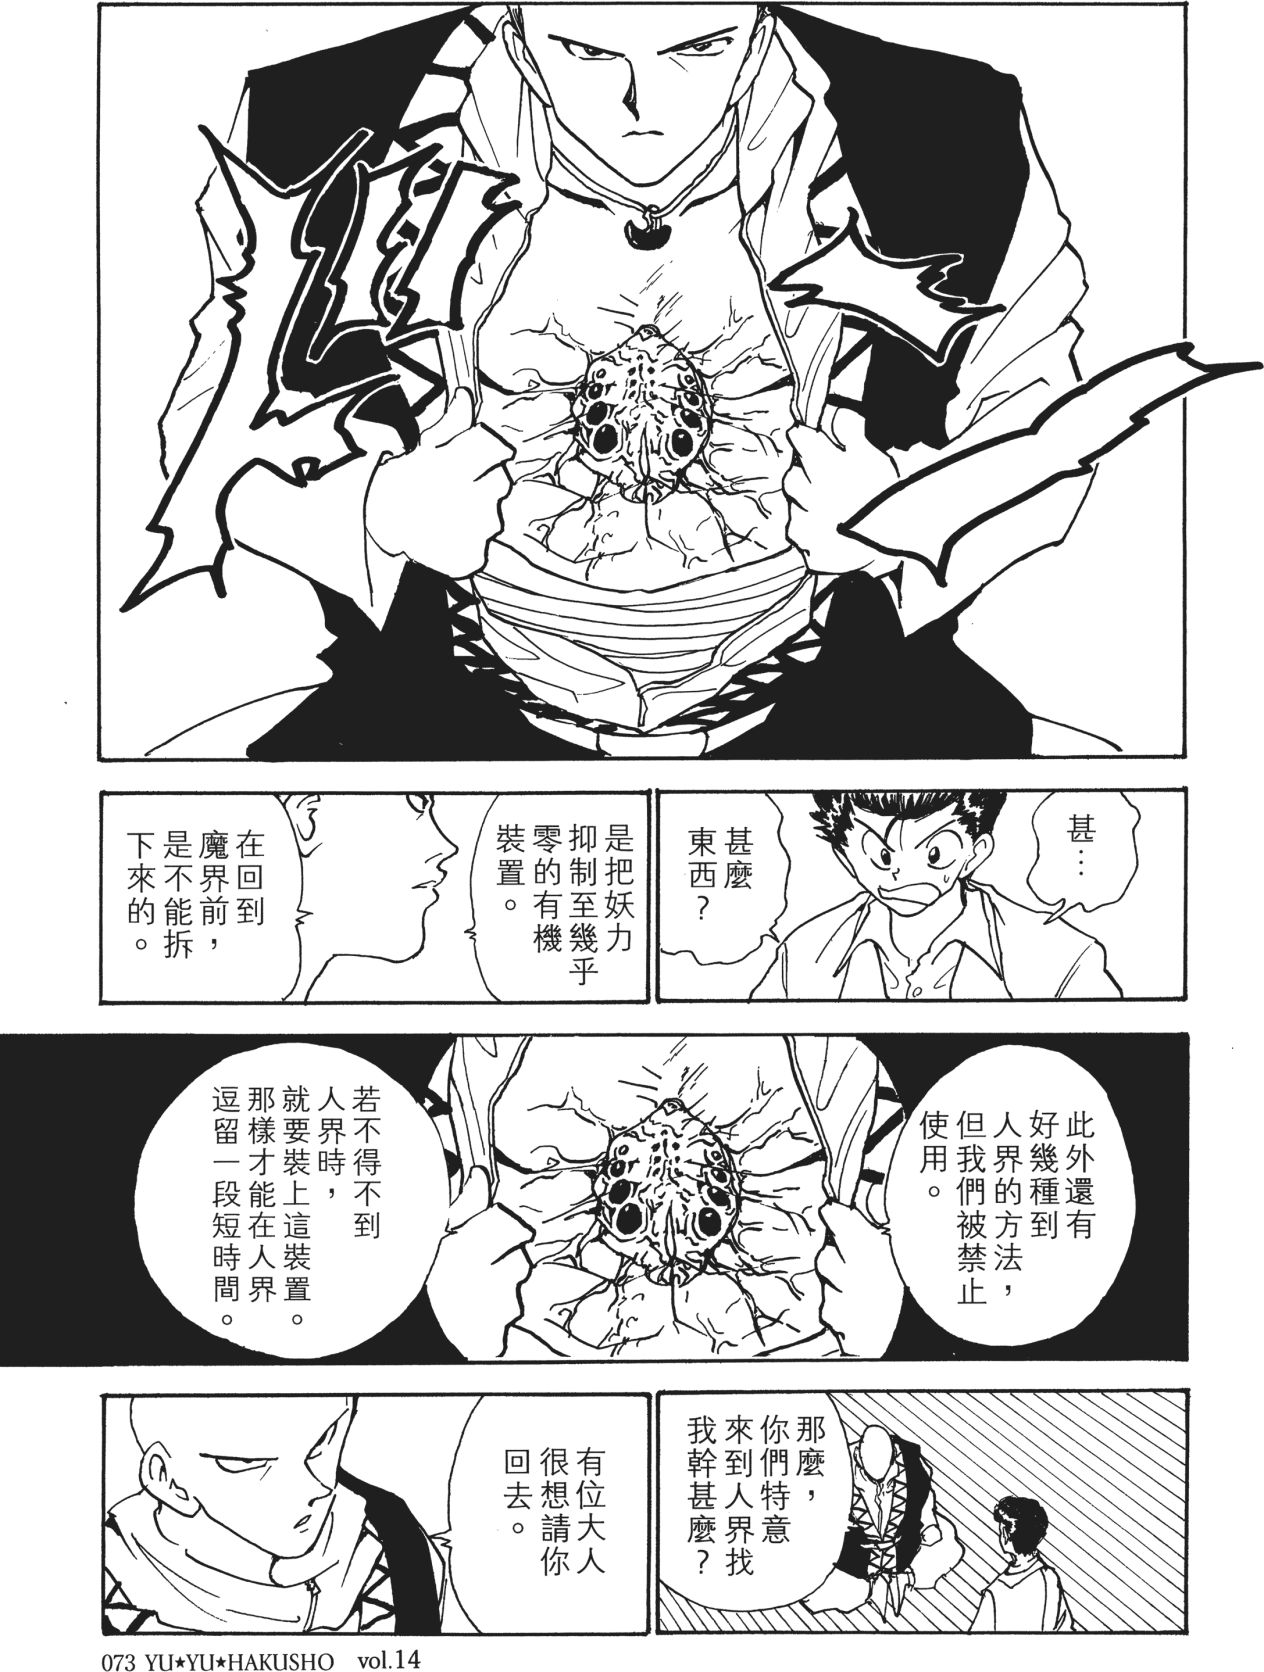 甚…
甚麼
東西?
是把妖力
抑制至幾乎
零的有機
裝置。
在回到
魔界前,
是不能拆
下來的。
此外還有
好幾種到
人界的方法,
但我們被禁止
使用。
若不得不到
人界時,
就要裝上這裝置。
那樣才能在人界
逗留一段短時間。
那麼,
你們特意
來到人界找
我幹甚麼?
有位大人
很想請你
回去。
073 YU★YU★HAKUSHO vol.14